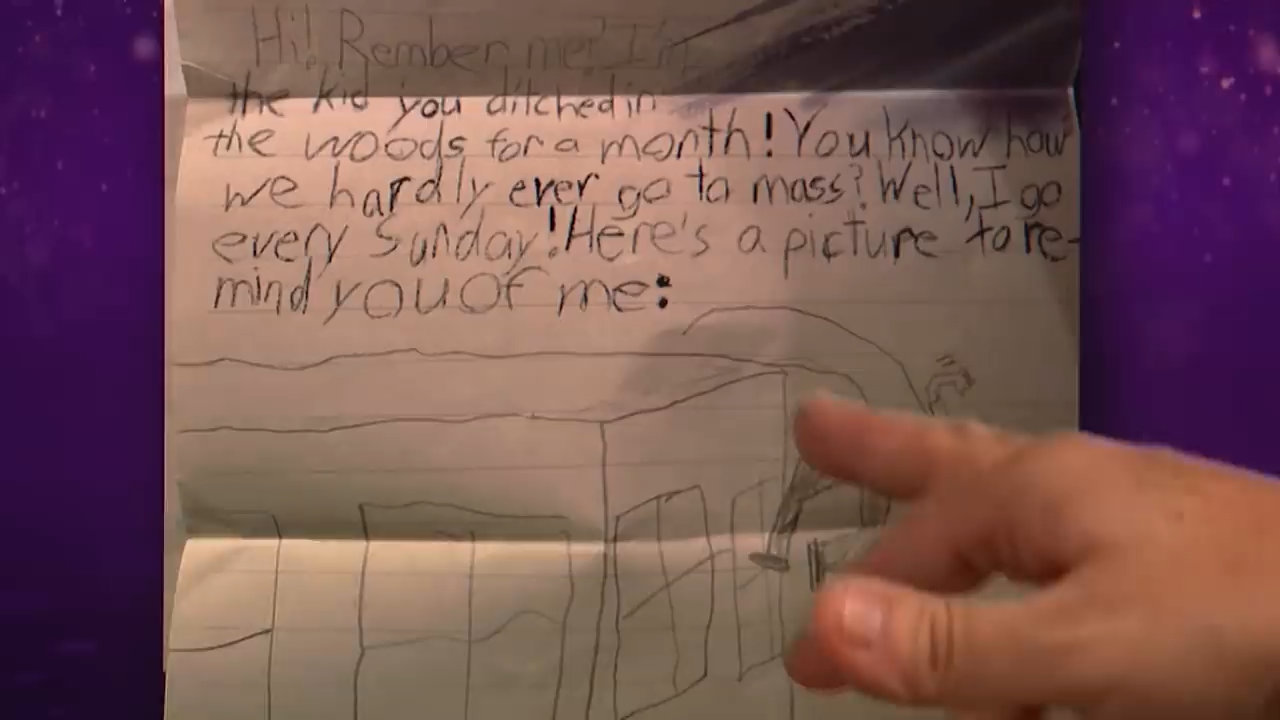 Hi! Rember me? I'm
the kid you ditched in
the woods for a month! You know how
we hardly ever go to mass? Well, I go
every Sunday! Here's a picture to re-
mind you of me: